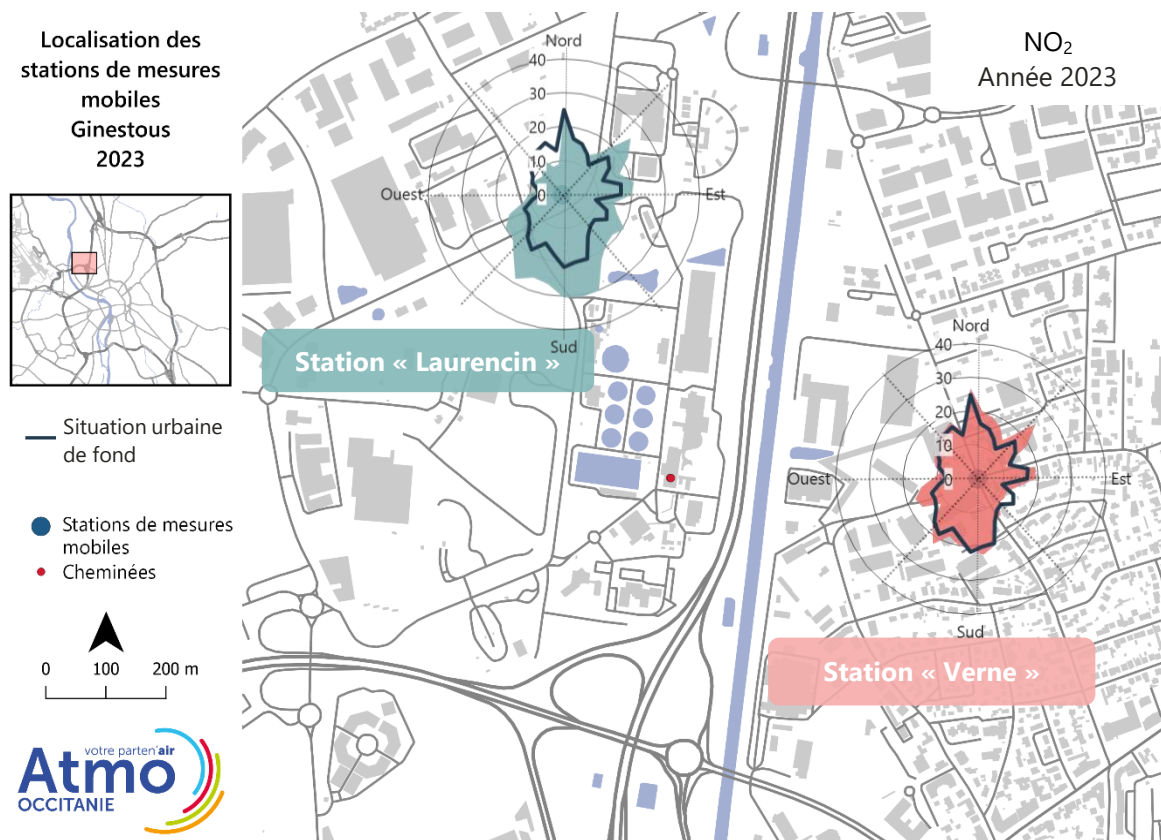 Localisation des
stations de mesures
mobiles
Ginestous
2023
NO₂
Année 2023
Nord
40
30
20
10
0
Ouest
Est
Sud
Station « Laurencin »
Nord
40
30
20
10
0
Ouest
Est
Sud
Station « Verne »
Situation urbaine
de fond
Stations de mesures
mobiles
Cheminées
0 100 200 m
votre parten'air
Atmo
OCCITANIE